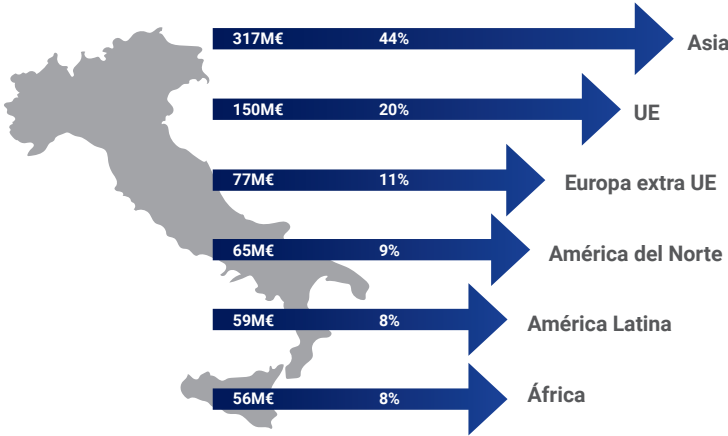 317M€ 44% Asia
150M€ 20% UE
77M€ 11% Europa extra UE
65M€ 9% América del Norte
59M€ 8% América Latina
56M€ 8% África